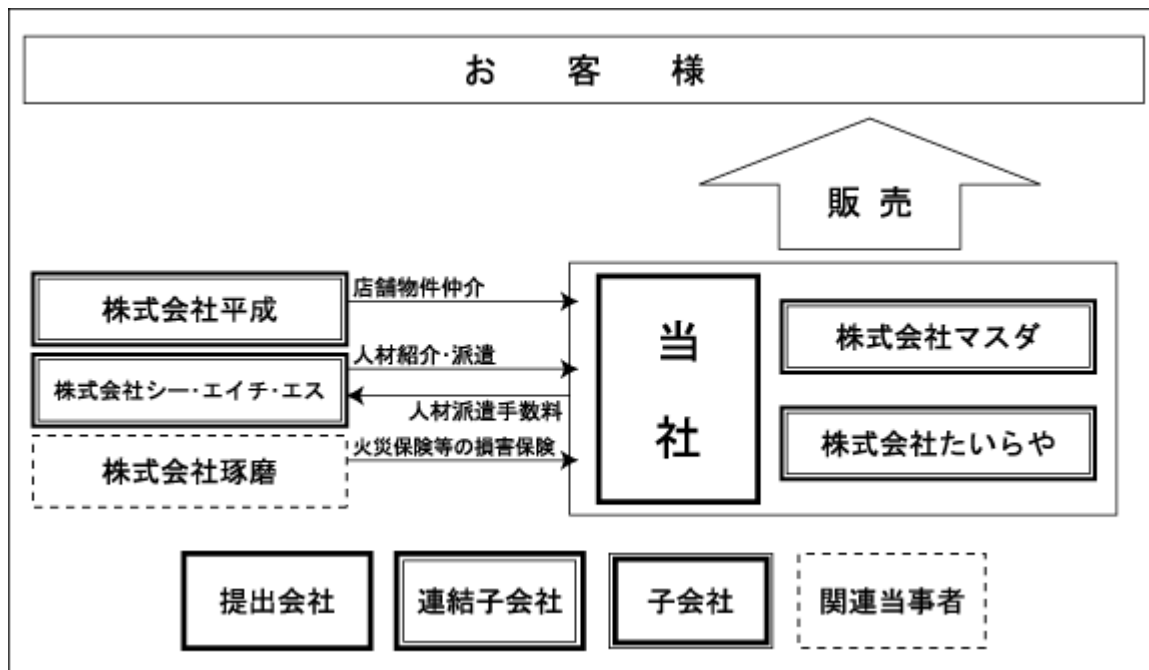 お客様
販売
株式会社平成
店舗物件仲介
当社
株式会社マスダ
人材紹介・派遣
株式会社シー・エイチ・エス
人材派遣手数料
株式会社たいらや
火災保険等の損害保険
株式会社琢磨
提出会社
連結子会社
子会社
関連当事者